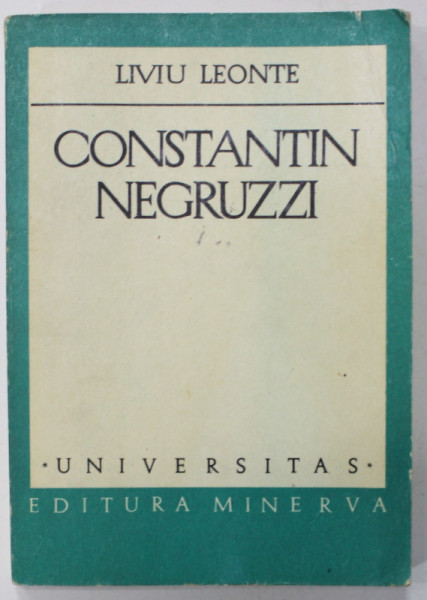 LIVIU LEONTE
CONSTANTIN
NEGRUZZI
· UNIVERSITAS ·
EDITURA MINERVA